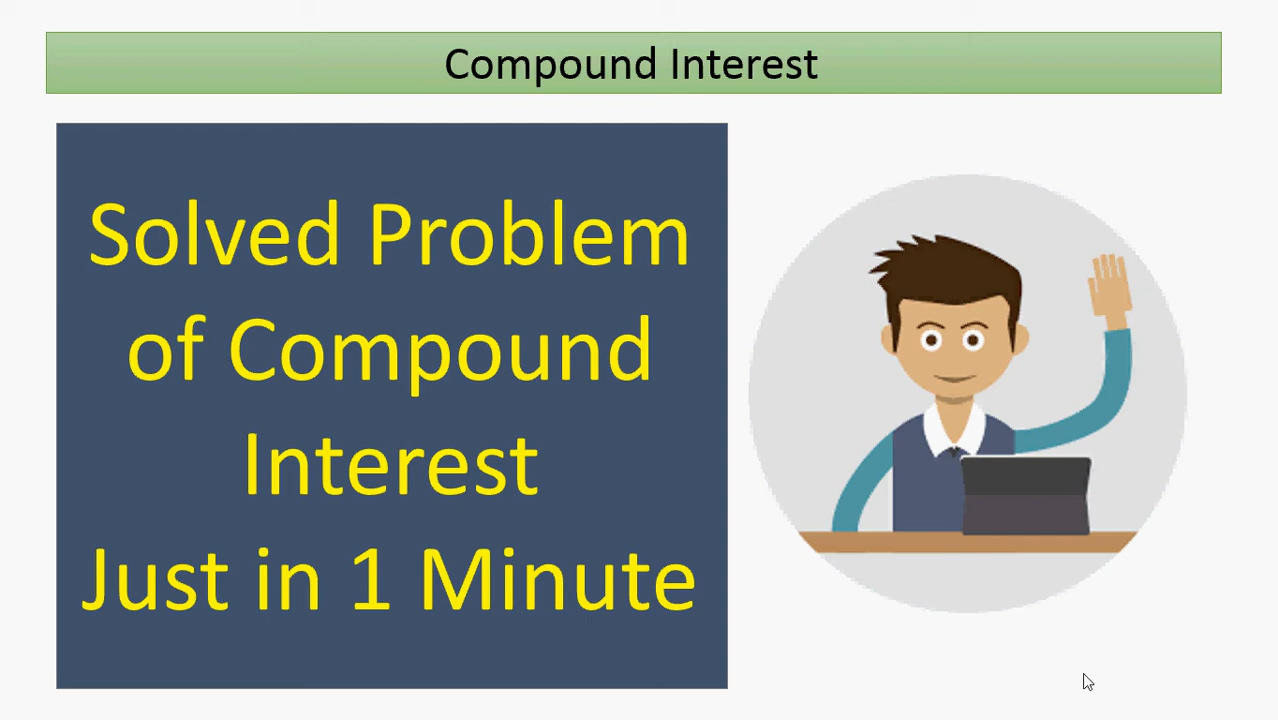 Compound Interest
Solved Problem
of Compound
Interest
Just in 1 Minute